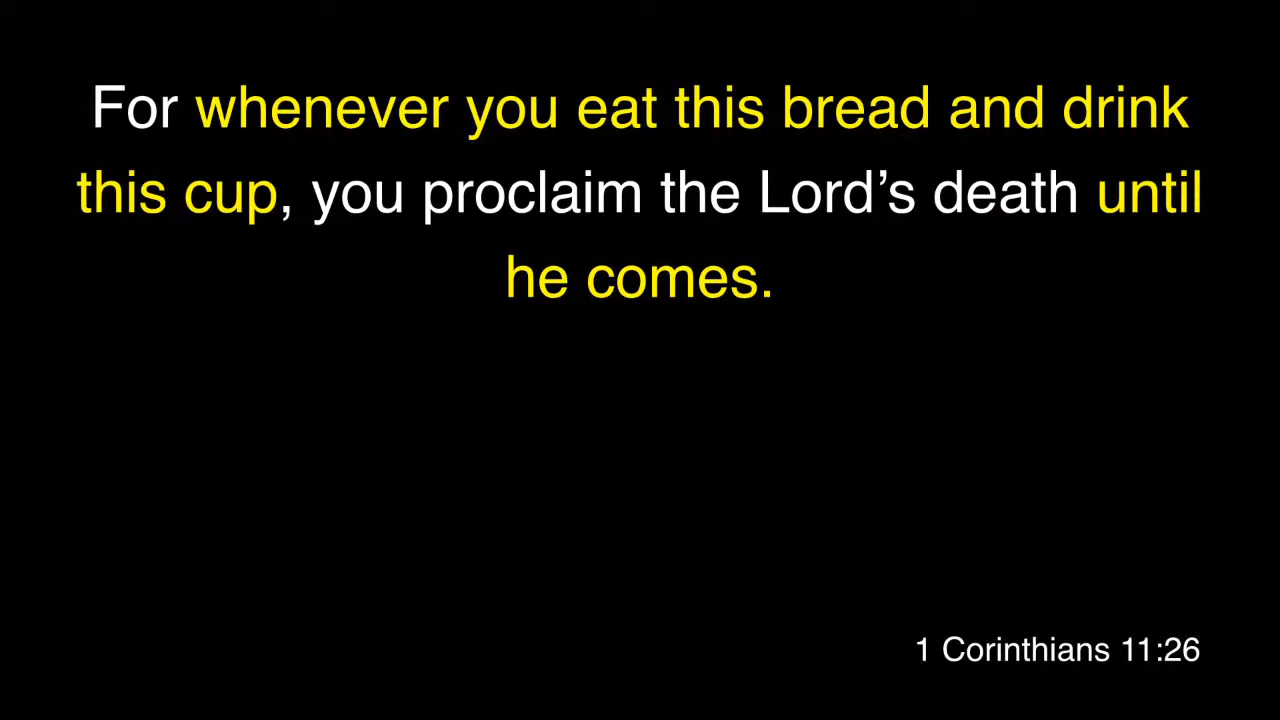 For whenever you eat this bread and drink
this cup, you proclaim the Lord’s death until
he comes.
1 Corinthians 11:26